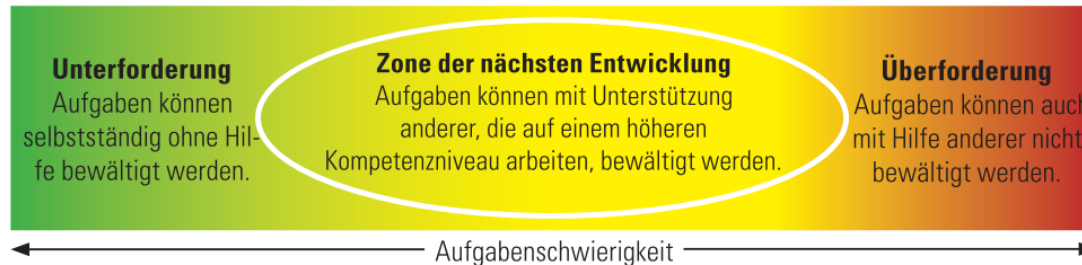 Unterforderung
Aufgaben können
selbstständig ohne Hil-
fe bewältigt werden.
Zone der nächsten Entwicklung
Aufgaben können mit Unterstützung
anderer, die auf einem höheren
Kompetenzniveau arbeiten, bewältigt werden.
Überforderung
Aufgaben können auch
mit Hilfe anderer nicht
bewältigt werden.
Aufgabenschwierigkeit